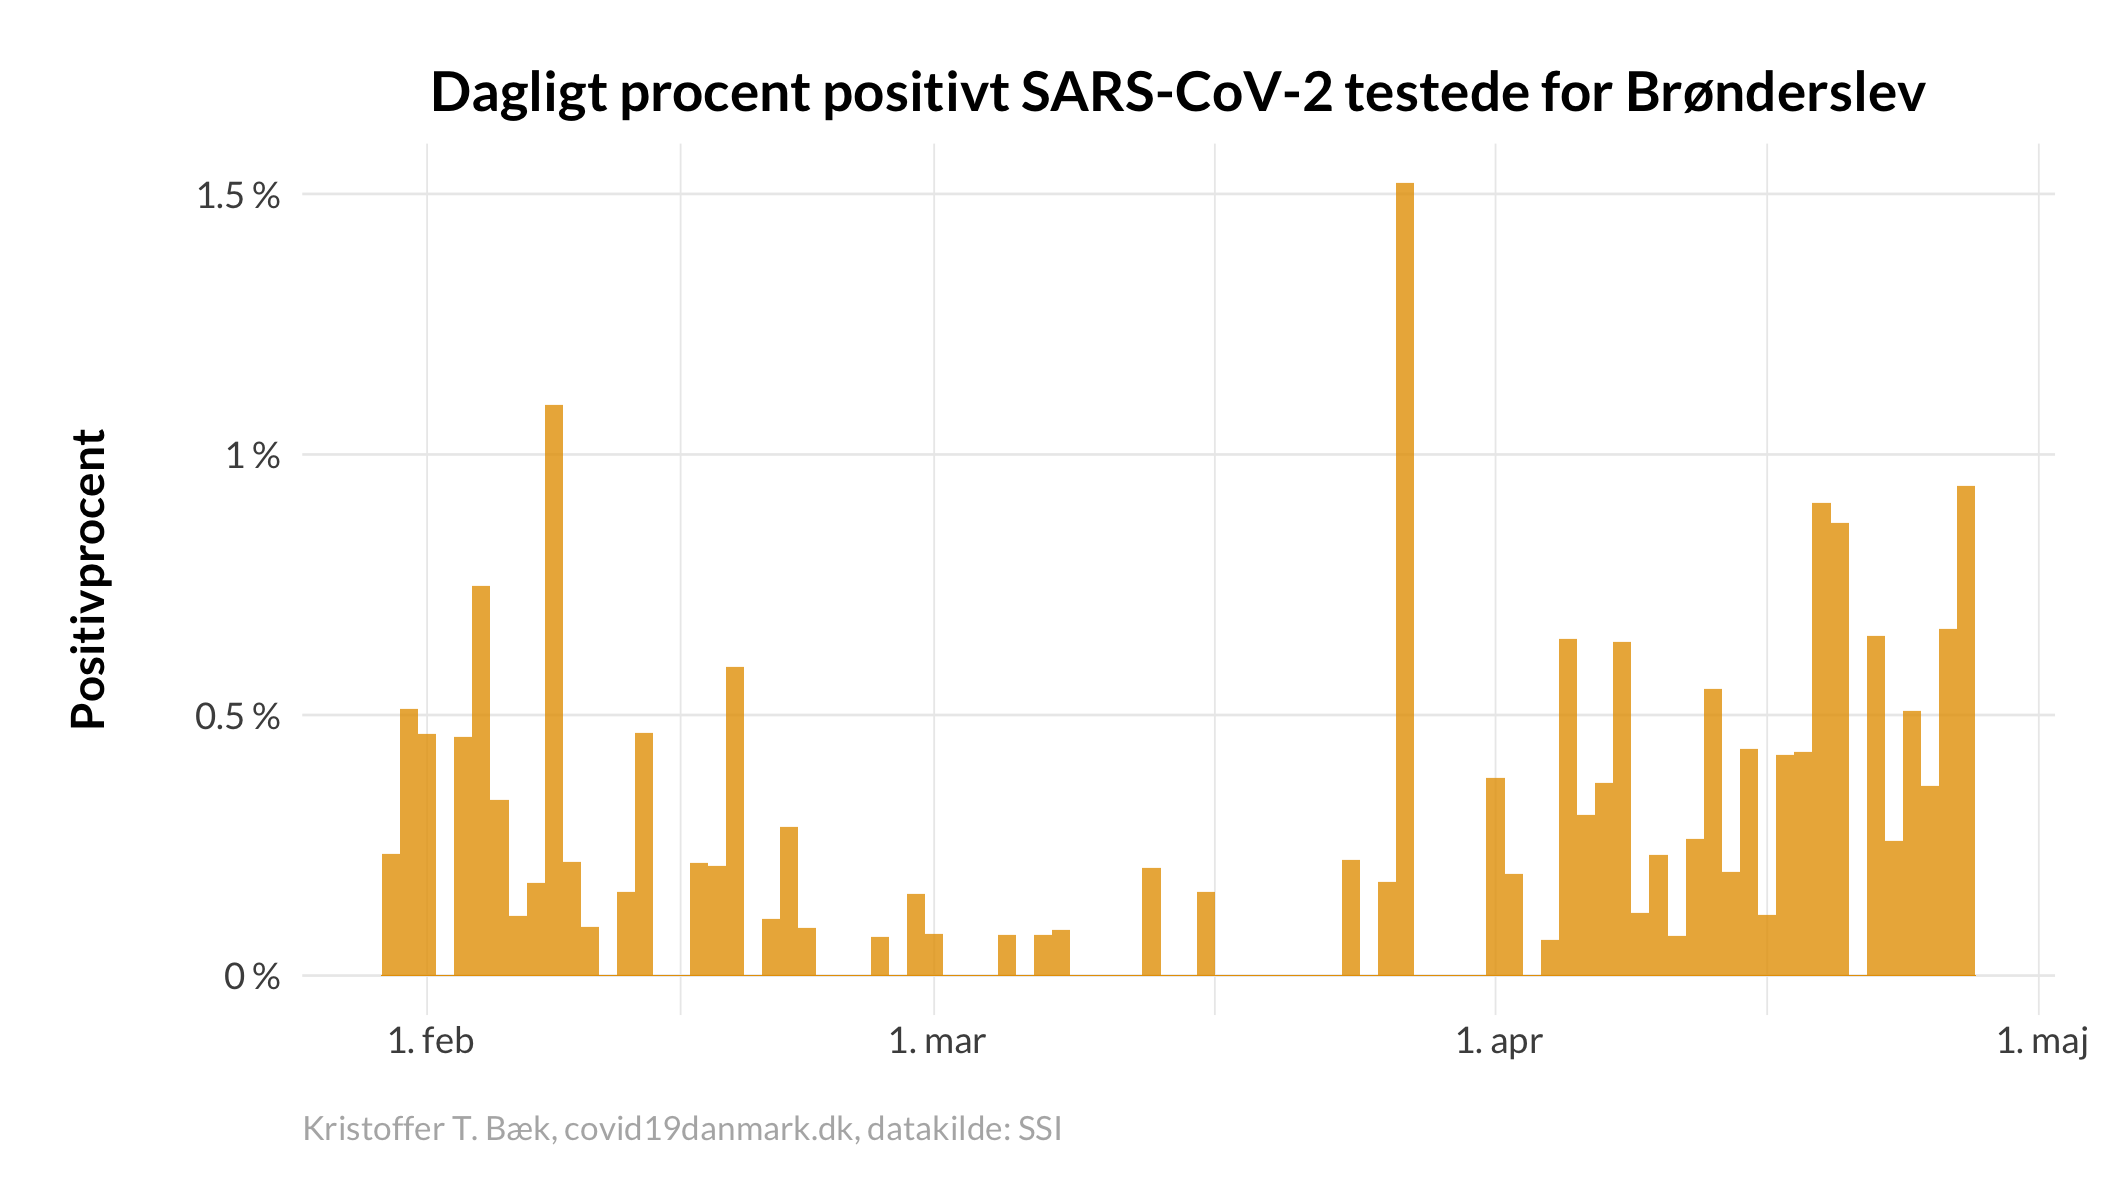 Dagligt procent positivt SARS-CoV-2 testede for Brønderslev
Positivprocent
1.5 %
1 %
0.5 %
0 %
1. feb
1. mar
1. apr
1. maj
Kristoffer T. Bæk, covid19danmark.dk, datakilde: SSI